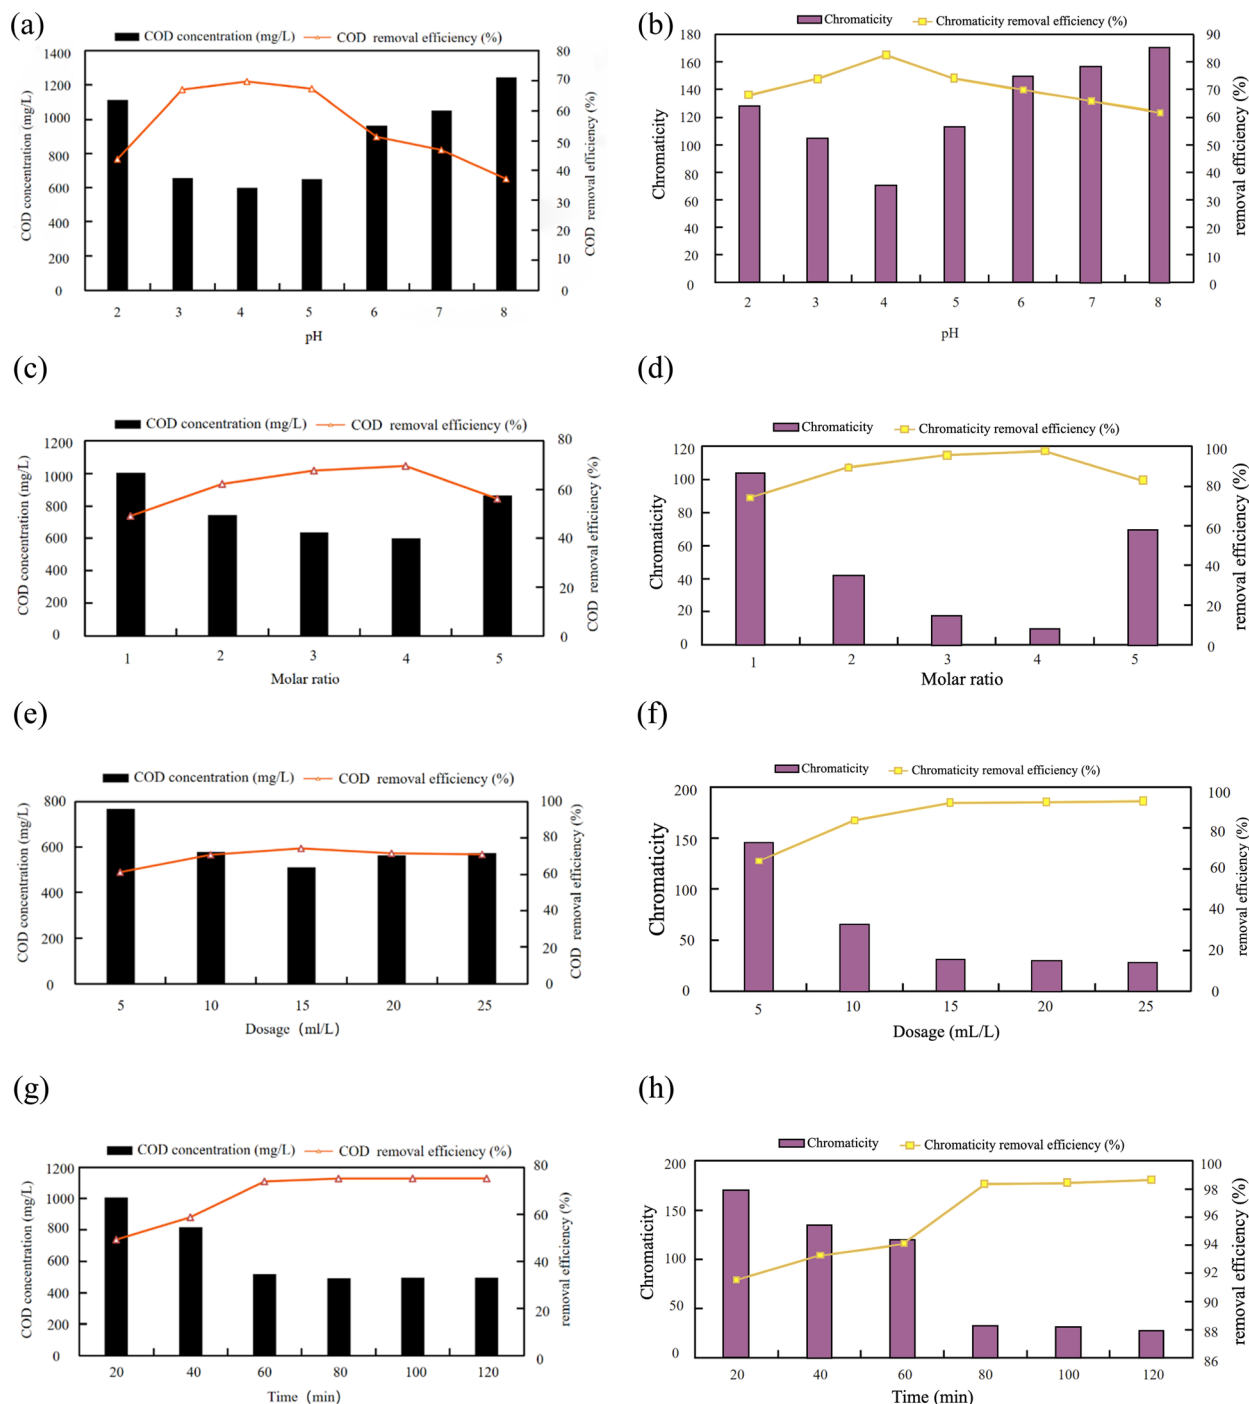 (a)
COD concentration (mg/L) COD removal efficiency (%)
COD concentration (mg/L)
1400
1200
1000
800
600
400
200
0
80
70
60
50
40
30
20
10
0
COD removal efficiency (%)
2 3 4 5 6 7 8
pH
(b)
Chromaticity Chromaticity removal efficiency (%)
Chromaticity
180
160
140
120
100
80
60
40
20
0
90
80
70
60
50
40
30
20
10
0
removal efficiency (%)
2 3 4 5 6 7 8
pH
(c)
COD concentration (mg/L) COD removal efficiency (%)
COD concentration (mg/L)
1200
1000
800
600
400
200
0
80
60
40
20
0
COD removal efficiency (%)
1 2 3 4 5
Molar ratio
(d)
Chromaticity Chromaticity removal efficiency (%)
Chromaticity
120
100
80
60
40
20
0
100
80
60
40
20
0
removal efficiency (%)
1 2 3 4 5
Molar ratio
(e)
COD concentration (mg/L) COD removal efficiency (%)
COD concentration (mg/L)
800
600
400
200
0
100
80
60
40
20
0
COD removal efficiency (%)
5 10 15 20 25
Dosage (ml/L)
(f)
Chromaticity Chromaticity removal efficiency (%)
Chromaticity
200
150
100
50
0
100
80
60
40
20
0
removal efficiency (%)
5 10 15 20 25
Dosage (mL/L)
(g)
COD concentration (mg/L) COD removal efficiency (%)
COD concentration (mg/L)
1200
1000
800
600
400
200
0
80
60
40
20
0
removal efficiency (%)
20 40 60 80 100 120
Time (min)
(h)
Chromaticity Chromaticity removal efficiency (%)
Chromaticity
200
150
100
50
0
100
98
96
94
92
90
88
86
removal efficiency (%)
20 40 60 80 100 120
Time (min)